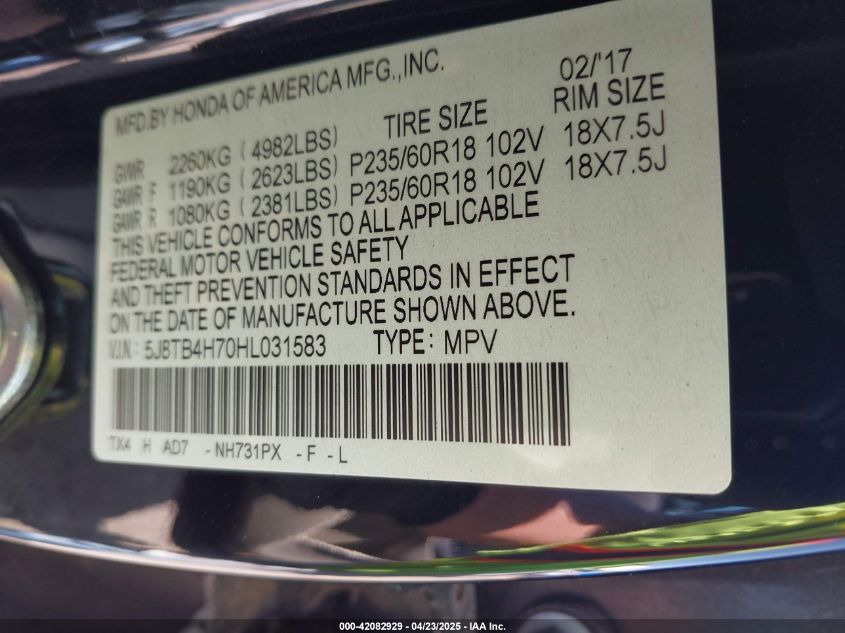 MFD.BY HONDA OF AMERICA MFG.,INC. 02/'17
TIRE SIZE RIM SIZE
GVWR 2260KG ( 4982LBS)
GAWR F 1190KG ( 2623LBS) P235/60R18 102V 18X7.5J
GAWR R 1080KG ( 2381LBS) P235/60R18 102V 18X7.5J
THIS VEHICLE CONFORMS TO ALL APPLICABLE
FEDERAL MOTOR VEHICLE SAFETY
AND THEFT PREVENTION STANDARDS IN EFFECT
ON THE DATE OF MANUFACTURE SHOWN ABOVE.
V.I.N.: 5J8TB4H70HL031583 TYPE: MPV
TX4 H AD7 - NH731PX - F - L
000-42082929 - 04/23/2025 - IAA Inc.